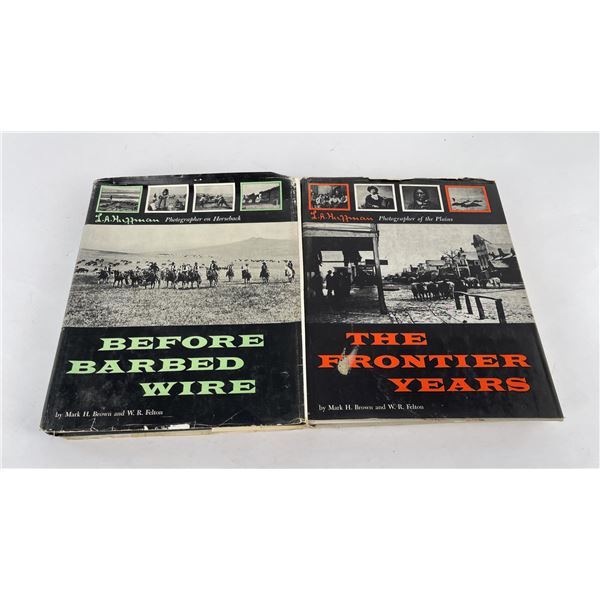 L.A. Huffman Photographer on Horseback
BEFORE
BARBED
WIRE
by Mark H. Brown and W. R. Felton
L.A. Huffman Photographer of the Plains
THE
FRONTIER
YEARS
by Mark H. Brown and W. R. Felton